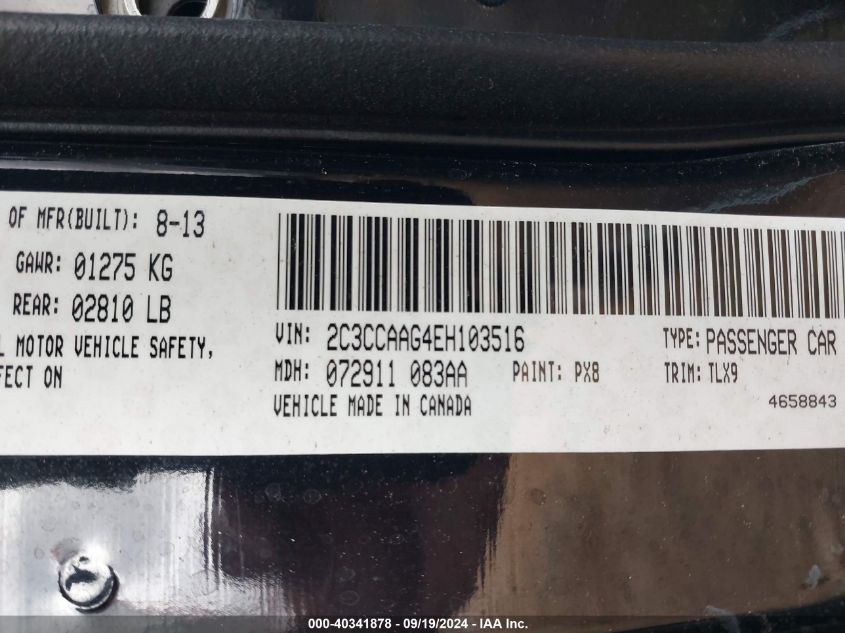 OF MFR(BUILT): 8-13
GAWR: 01275 KG
REAR: 02810 LB
MOTOR VEHICLE SAFETY,
ON
VIN: 2C3CCAAG4EH103516
TYPE: PASSENGER CAR
MDH: 072911 083AA
PAINT: PX8
TRIM: TLX9
VEHICLE MADE IN CANADA
4658843
000-40341878 - 09/19/2024 - IAA Inc.